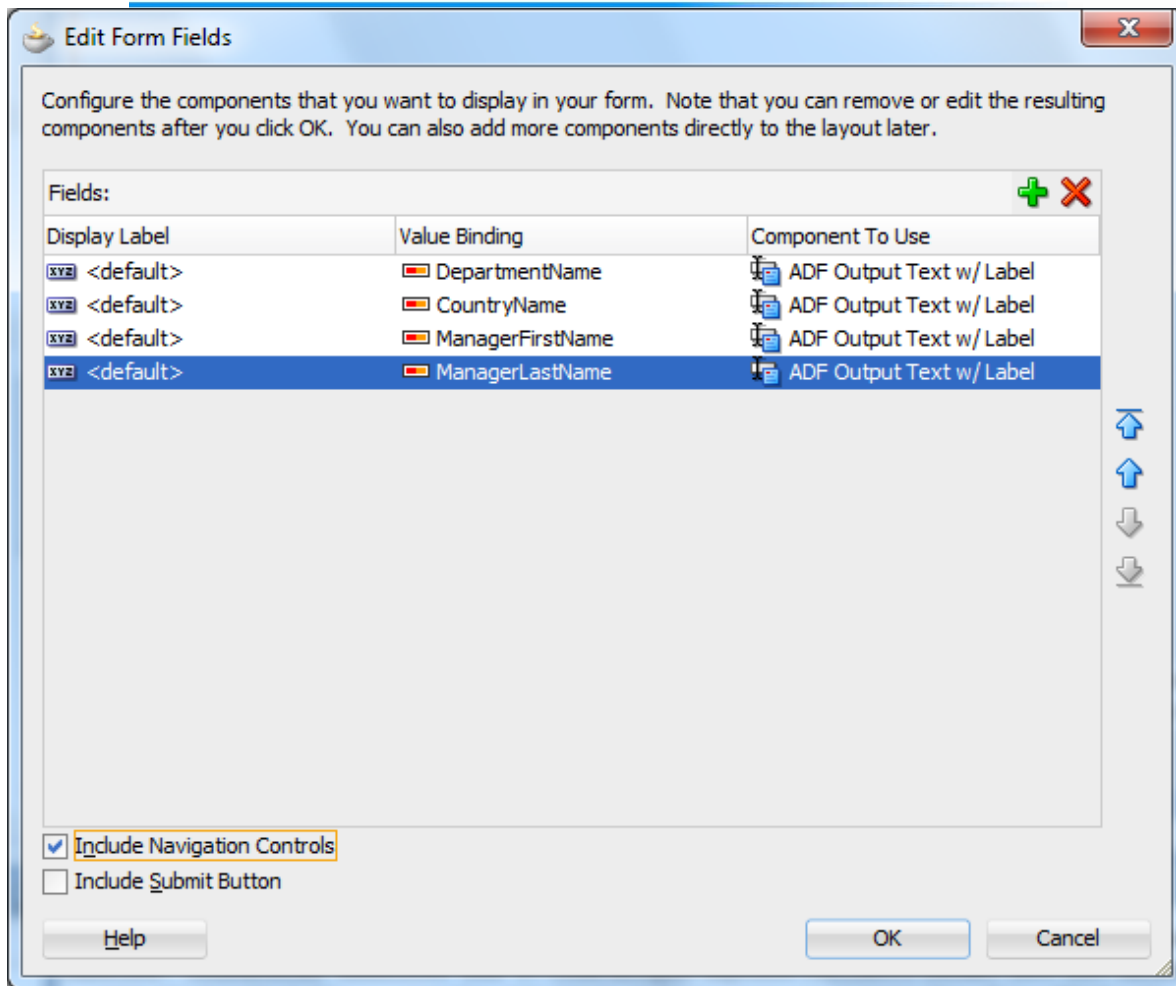 Edit Form Fields
Configure the components that you want to display in your form. Note that you can remove or edit the resulting
components after you click OK. You can also add more components directly to the layout later.
Fields:
Display Label Value Binding Component To Use
XYZ <default> DepartmentName ADF Output Text w/ Label
XYZ <default> CountryName ADF Output Text w/ Label
XYZ <default> ManagerFirstName ADF Output Text w/ Label
XYZ <default> ManagerLastName ADF Output Text w/ Label
Include Navigation Controls
Include Submit Button
Help OK Cancel